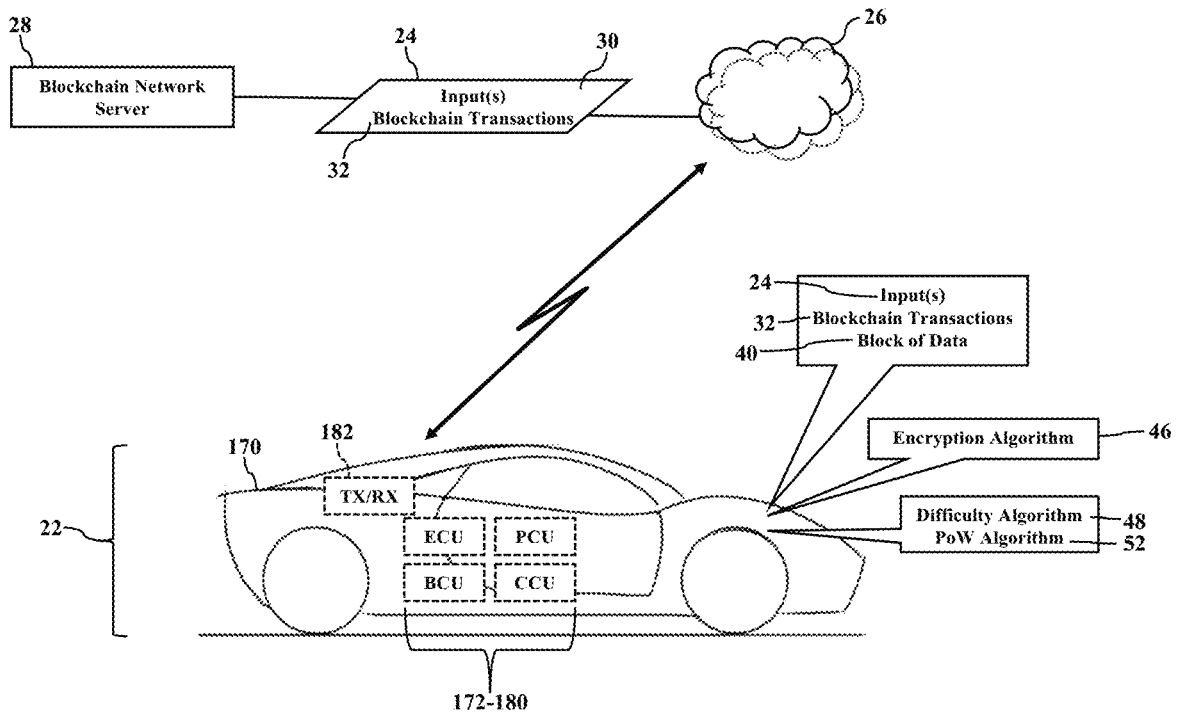 28
24
30
26
Blockchain Network
Server
Input(s)
Blockchain Transactions
32
24
Input(s)
32
Blockchain Transactions
40
Block of Data
182
170
TX/RX
Encryption Algorithm
46
22
ECU
PCU
Difficulty Algorithm
48
PoW Algorithm
52
BCU
CCU
172-180